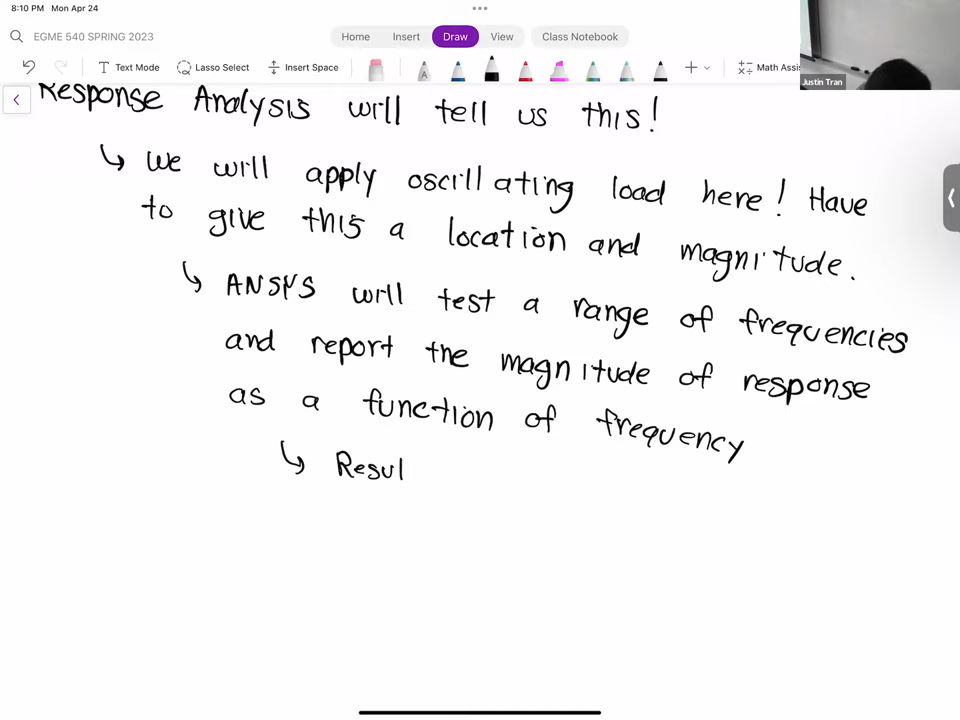 8:10 PM Mon Apr 24
EGME 540 SPRING 2023
Home Insert Draw View Class Notebook
Text Mode Lasso Select Insert Space Math Assis
Justin Tran
Response Analysis will tell us this!
↳ We will apply oscillating load here! Have
to give this a location and magnitude.
↳ ANSYS will test a range of frequencies
and report the magnitude of response
as a function of frequency
↳ Resul